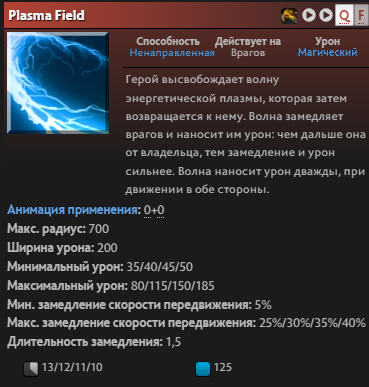 Plasma Field
Q F
Способность Действует на Урон
Ненаправленная Врагов Магический
Герой высвобождает волну
энергетической плазмы, которая затем
возвращается к нему. Волна замедляет
врагов и наносит им урон: чем дальше она
от владельца, тем замедление и урон
сильнее. Волна наносит урон дважды, при
движении в обе стороны.
Анимация применения: 0+0
Макс. радиус: 700
Ширина урона: 200
Минимальный урон: 35/40/45/50
Максимальный урон: 80/115/150/185
Мин. замедление скорости передвижения: 5%
Макс. замедление скорости передвижения: 25%/30%/35%/40%
Длительность замедления: 1,5
13/12/11/10 125